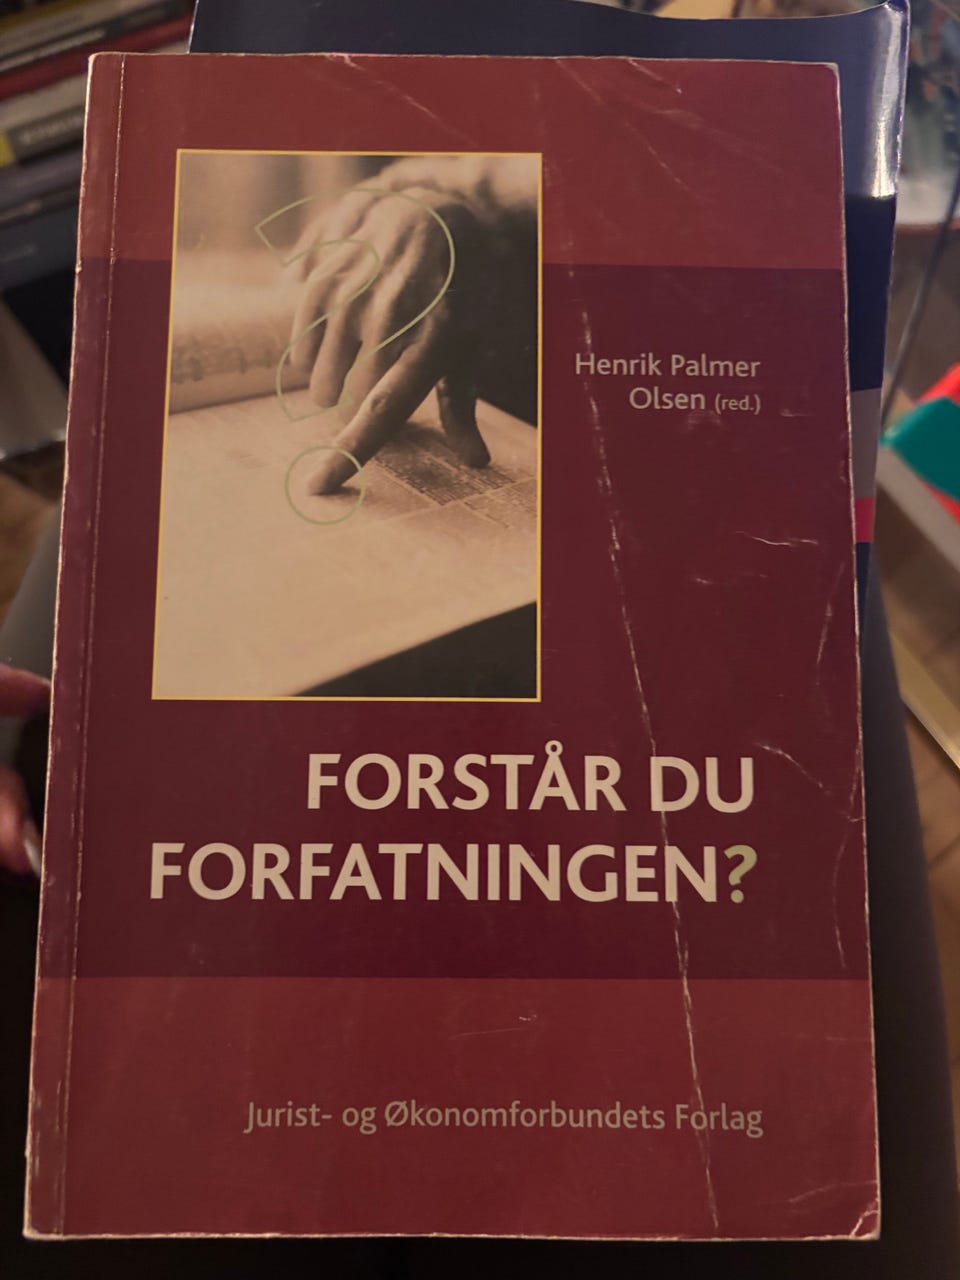 Henrik Palmer
Olsen (red.)
FORSTÅR DU
FORFATNINGEN?
Jurist- og Økonomforbundets Forlag